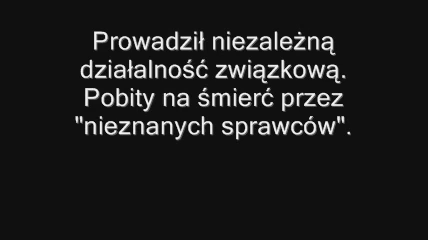 Prowadził niezależną
działalność związkową.
Pobity na śmierć przez
"nieznanych sprawców".